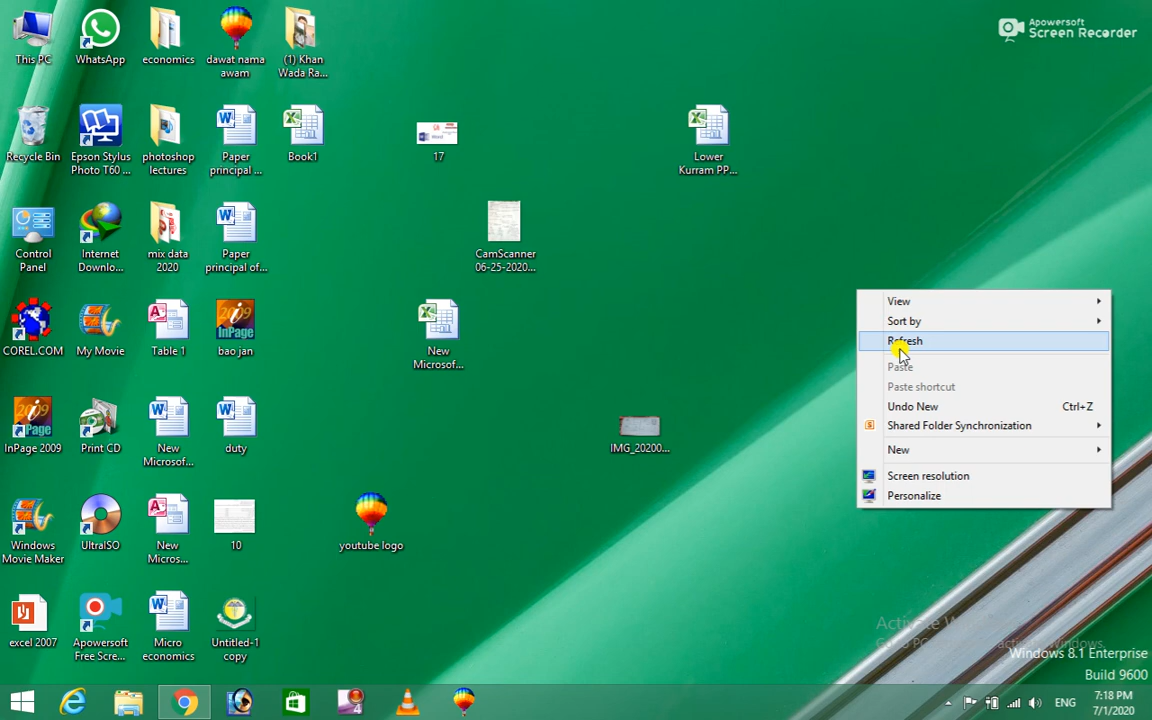 This PC
WhatsApp
economics
dawat nama
awam
(1) Khan
Wada Ra...
Apowersoft
Screen Recorder
Recycle Bin
Epson Stylus
Photo T60 ...
photoshop
lectures
Paper
principal ...
Book1
17
Lower
Kurram PP...
Control
Panel
Internet
Downlo...
mix data
2020
Paper
principal of...
CamScanner
06-25-2020...
COREL.COM
My Movie
Table 1
2009
InPage
bao jan
New
Microsof...
View
Sort by
Refresh
Paste
Paste shortcut
Undo New Ctrl+Z
Shared Folder Synchronization
New
Screen resolution
Personalize
2009
InPage
InPage 2009
Print CD
New
Microsof...
duty
IMG_20200...
Windows
Movie Maker
UltraISO
New
Micros...
10
youtube logo
excel 2007
Apowersoft
Free Scre...
Micro
economics
Untitled-1
copy
Windows 8.1 Enterprise
Build 9600
ENG
7:18 PM
7/1/2020